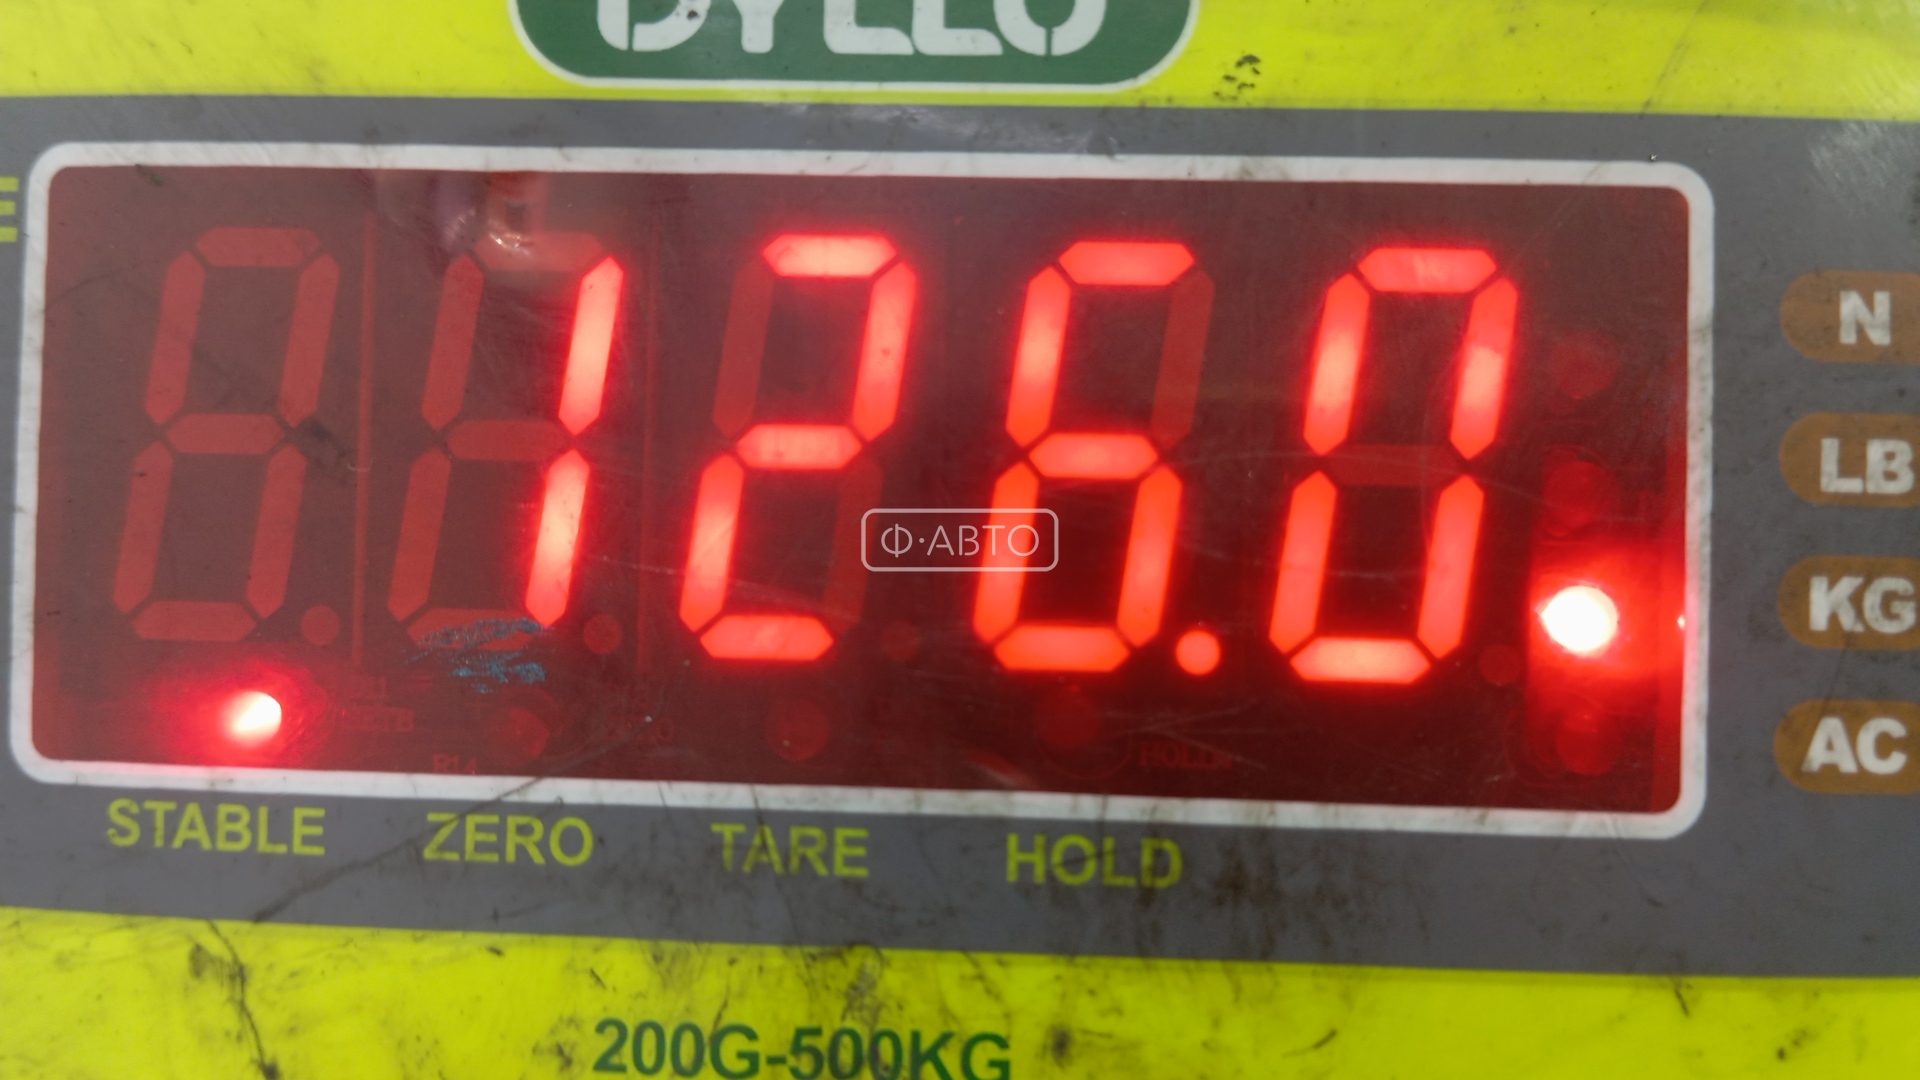 DYLLO
126.0
N
LB
KG
AC
Ф·АВТО
STABLE ZERO TARE HOLD
200G-500KG